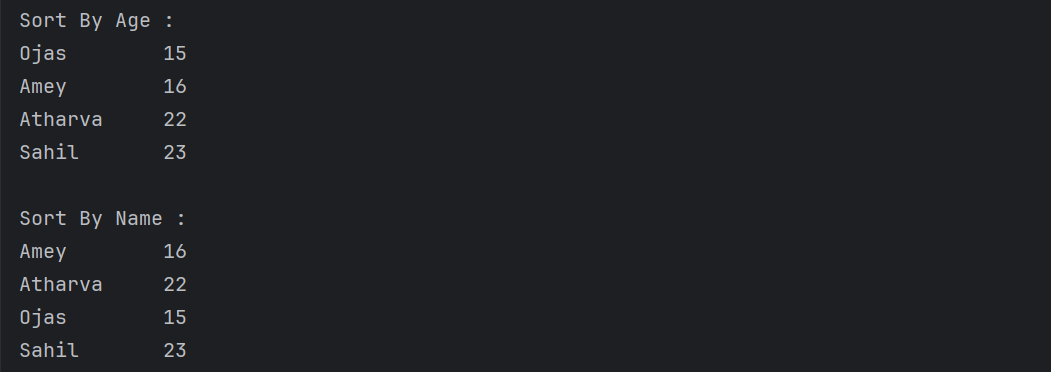 Sort By Age :
Ojas        15
Amey        16
Atharva     22
Sahil       23

Sort By Name :
Amey        16
Atharva     22
Ojas        15
Sahil       23